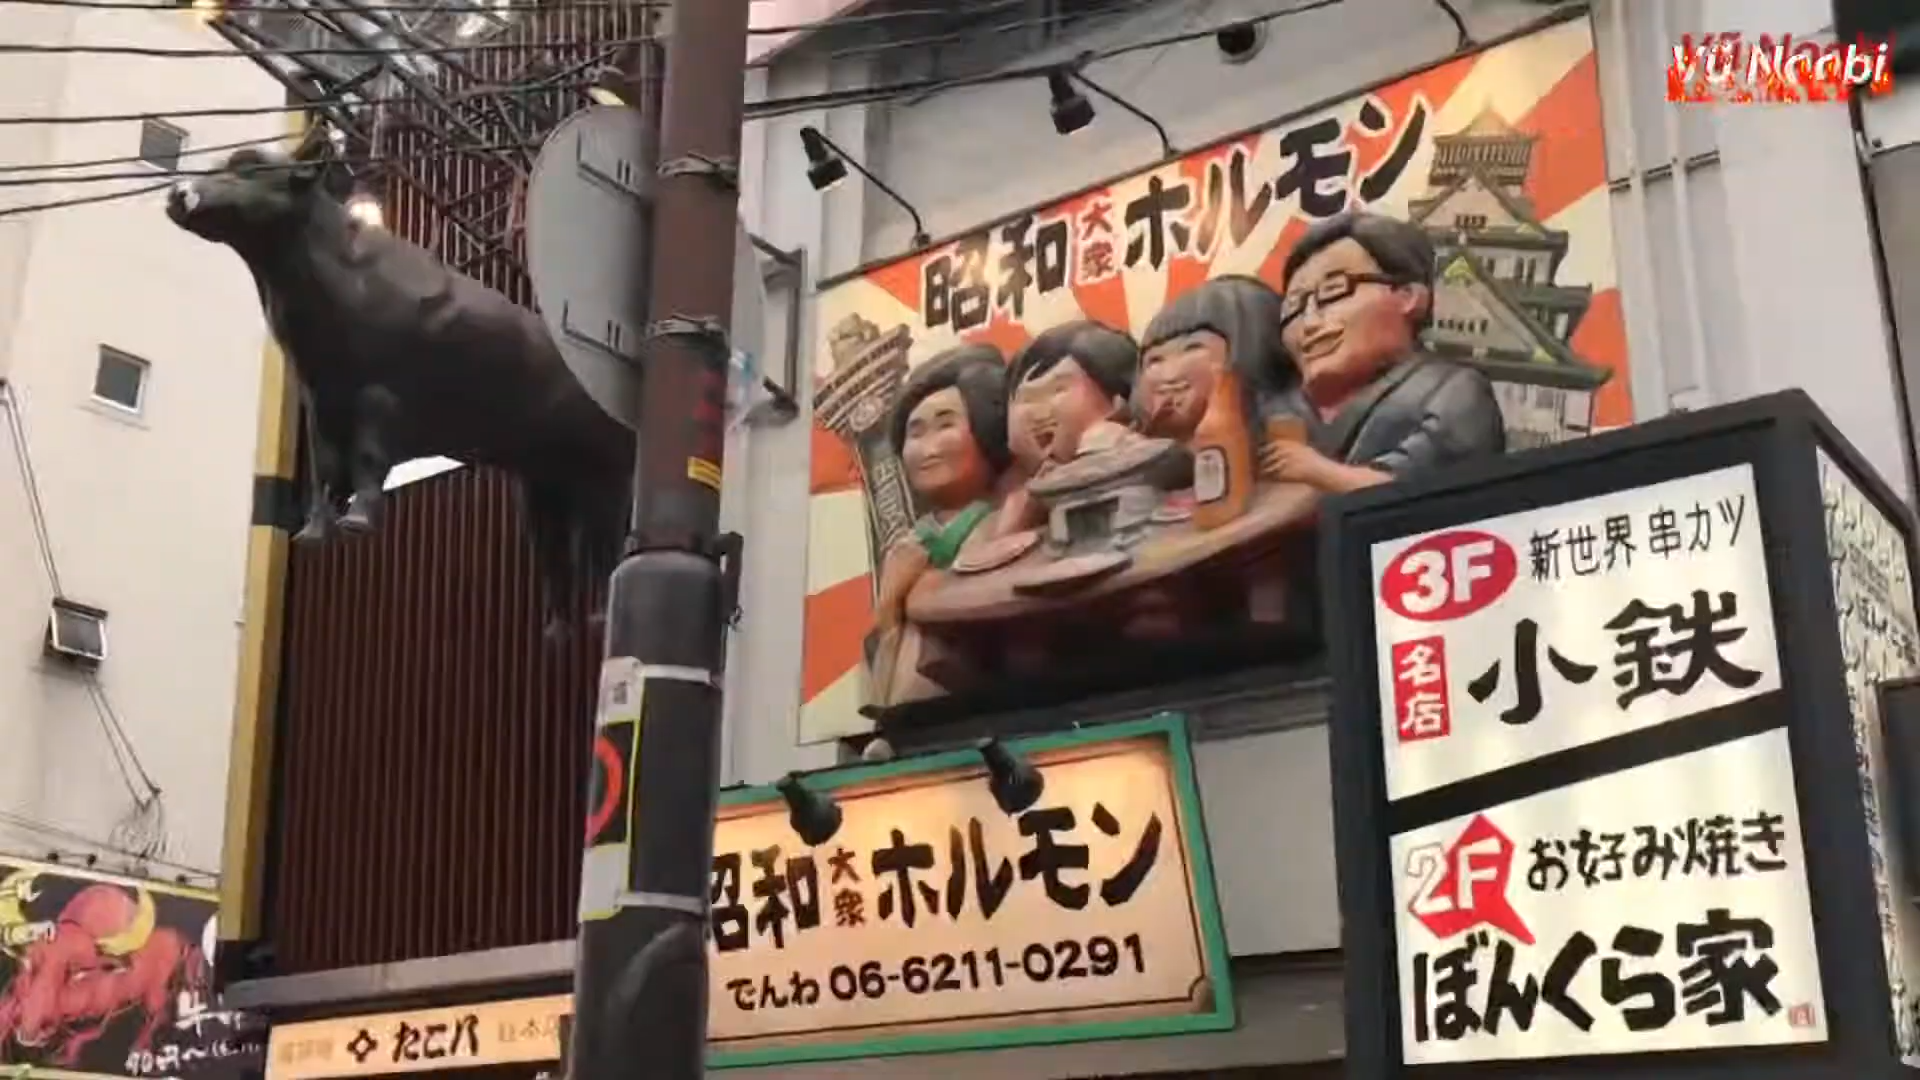 Vũ Noobi
昭和大衆ホルモン
3F 新世界 串カツ
名店 小鉄
2F お好み焼き
ぼんくら家
昭和大衆ホルモン
でんわ 06-6211-0291
たこ八